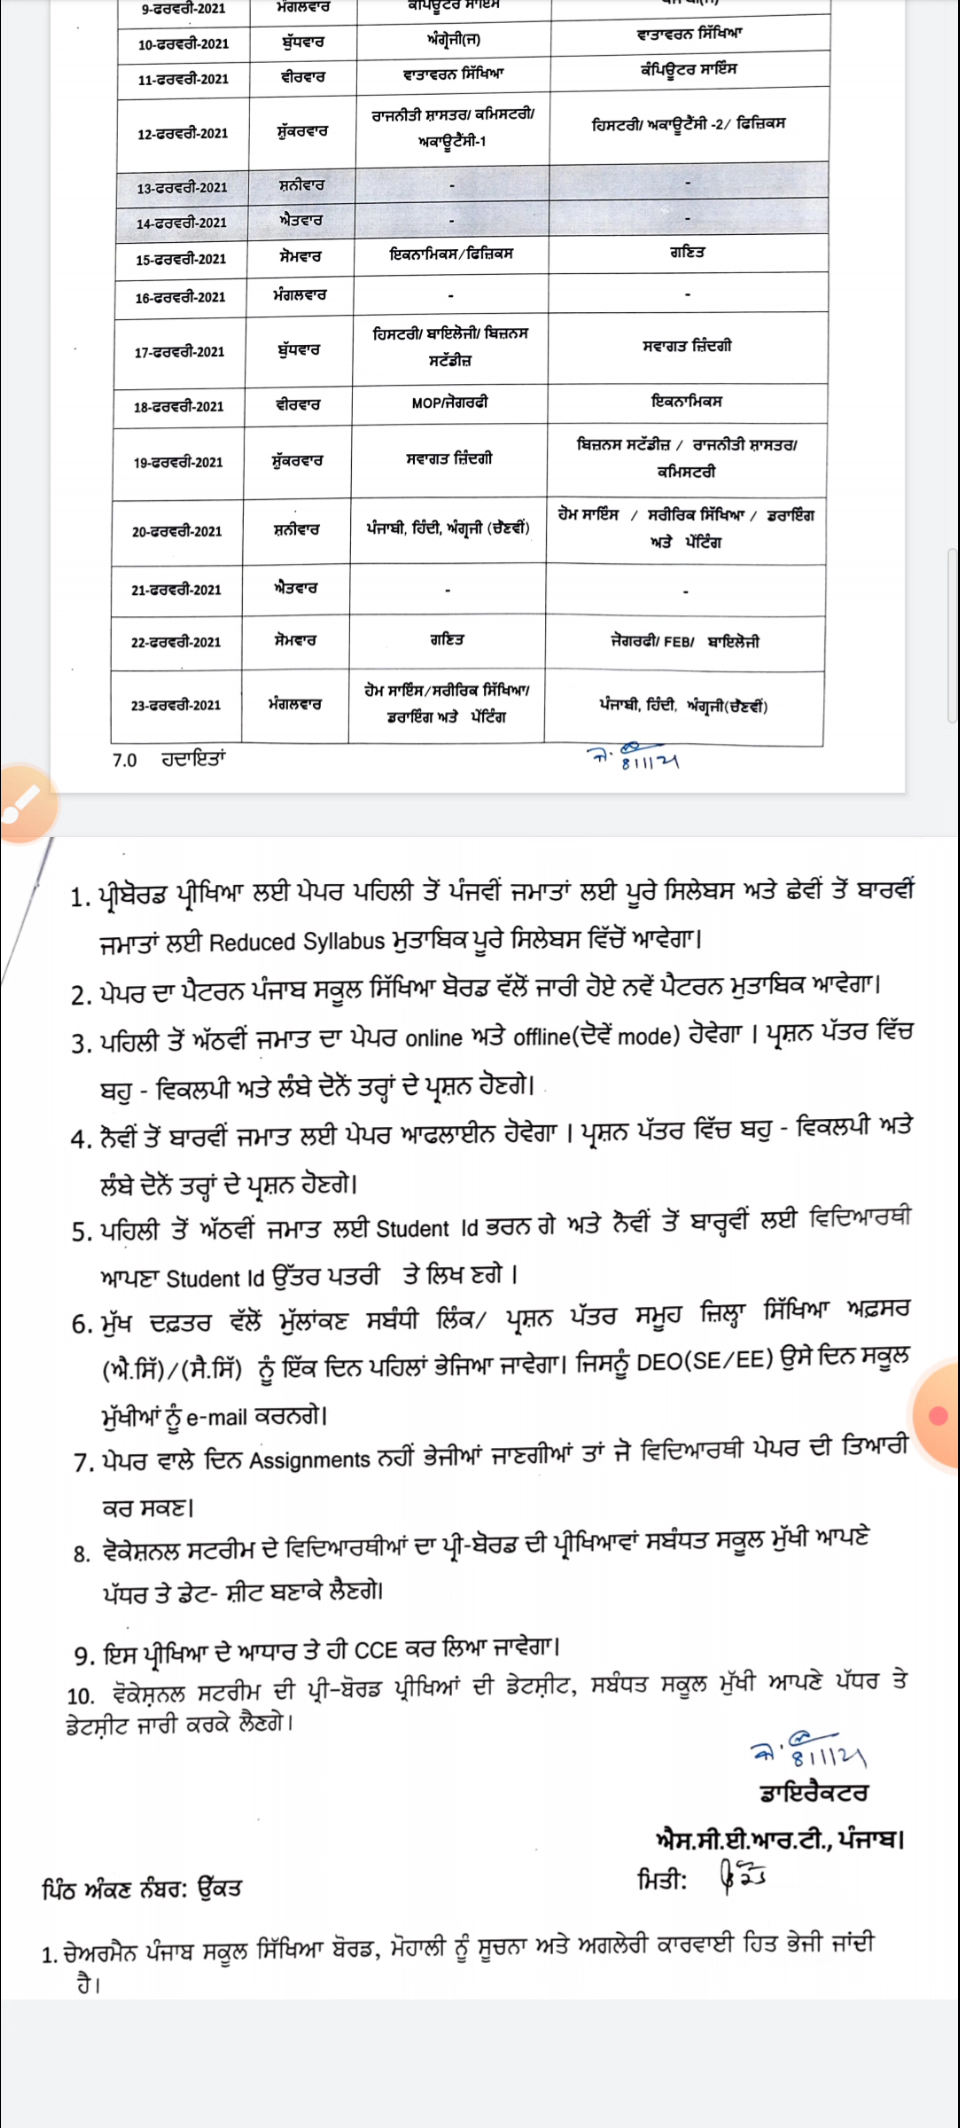 9-ਫਰਵਰੀ-2021 ਮੰਗਲਵਾਰ ਕੰਪਿਊਟਰ ਸਾਇੰਸ
10-ਫਰਵਰੀ-2021 ਬੁੱਧਵਾਰ ਅੰਗ੍ਰੇਜੀ(ਜ) ਵਾਤਾਵਰਨ ਸਿੱਖਿਆ
11-ਫਰਵਰੀ-2021 ਵੀਰਵਾਰ ਵਾਤਾਵਰਨ ਸਿੱਖਿਆ ਕੰਪਿਊਟਰ ਸਾਇੰਸ
12-ਫਰਵਰੀ-2021 ਸ਼ੁੱਕਰਵਾਰ ਰਾਜਨੀਤੀ ਸ਼ਾਸਤਰ/ ਕਮਿਸਟਰੀ/ ਹਿਸਟਰੀ/ ਅਕਾਊਟੈਂਸੀ -2/ ਫਿਜ਼ਿਕਸ
ਅਕਾਊਟੈਂਸੀ-1
13-ਫਰਵਰੀ-2021 ਸ਼ਨੀਵਾਰ - -
14-ਫਰਵਰੀ-2021 ਐਤਵਾਰ - -
15-ਫਰਵਰੀ-2021 ਸੋਮਵਾਰ ਇਕਨਾਮਿਕਸ/ਫਿਜ਼ਿਕਸ ਗਣਿਤ
16-ਫਰਵਰੀ-2021 ਮੰਗਲਵਾਰ - -
17-ਫਰਵਰੀ-2021 ਬੁੱਧਵਾਰ ਹਿਸਟਰੀ/ ਬਾਇਲੋਜੀ/ ਬਿਜ਼ਨਸ ਸਵਾਗਤ ਜ਼ਿੰਦਗੀ
ਸਟੱਡੀਜ਼
18-ਫਰਵਰੀ-2021 ਵੀਰਵਾਰ MOP/ਜੋਗਰਫੀ ਇਕਨਾਮਿਕਸ
19-ਫਰਵਰੀ-2021 ਸ਼ੁੱਕਰਵਾਰ ਸਵਾਗਤ ਜ਼ਿੰਦਗੀ ਬਿਜ਼ਨਸ ਸਟੱਡੀਜ਼ / ਰਾਜਨੀਤੀ ਸ਼ਾਸਤਰ/
ਕਮਿਸਟਰੀ
20-ਫਰਵਰੀ-2021 ਸ਼ਨੀਵਾਰ ਪੰਜਾਬੀ, ਹਿੰਦੀ, ਅੰਗ੍ਰਜੀ (ਚੋਣਵੀਂ) ਹੋਮ ਸਾਇੰਸ / ਸਰੀਰਿਕ ਸਿੱਖਿਆ / ਡਰਾਇੰਗ
ਅਤੇ ਪੇਂਟਿੰਗ
21-ਫਰਵਰੀ-2021 ਐਤਵਾਰ - -
22-ਫਰਵਰੀ-2021 ਸੋਮਵਾਰ ਗਣਿਤ ਜੋਗਰਫੀ/ FEB/ ਬਾਇਲੋਜੀ
23-ਫਰਵਰੀ-2021 ਮੰਗਲਵਾਰ ਹੋਮ ਸਾਇੰਸ/ਸਰੀਰਿਕ ਸਿੱਖਿਆ/ ਪੰਜਾਬੀ, ਹਿੰਦੀ, ਅੰਗ੍ਰਜੀ(ਚੋਣਵੀਂ)
ਡਰਾਇੰਗ ਅਤੇ ਪੇਂਟਿੰਗ
7.0 ਹਦਾਇਤਾਂ
8/1/21
1. ਪ੍ਰੀਬੋਰਡ ਪ੍ਰੀਖਿਆ ਲਈ ਪੇਪਰ ਪਹਿਲੀ ਤੋਂ ਪੰਜਵੀਂ ਜਮਾਤਾਂ ਲਈ ਪੂਰੇ ਸਿਲੇਬਸ ਅਤੇ ਛੇਵੀਂ ਤੋਂ ਬਾਰਵੀਂ
ਜਮਾਤਾਂ ਲਈ Reduced Syllabus ਮੁਤਾਬਿਕ ਪੂਰੇ ਸਿਲੇਬਸ ਵਿੱਚੋਂ ਆਵੇਗਾ।
2. ਪੇਪਰ ਦਾ ਪੈਟਰਨ ਪੰਜਾਬ ਸਕੂਲ ਸਿੱਖਿਆ ਬੋਰਡ ਵੱਲੋਂ ਜਾਰੀ ਹੋਏ ਨਵੇਂ ਪੈਟਰਨ ਮੁਤਾਬਿਕ ਆਵੇਗਾ।
3. ਪਹਿਲੀ ਤੋਂ ਅੱਠਵੀਂ ਜਮਾਤ ਦਾ ਪੇਪਰ online ਅਤੇ offline(ਦੋਵੇਂ mode) ਹੋਵੇਗਾ । ਪ੍ਰਸ਼ਨ ਪੱਤਰ ਵਿੱਚ
ਬਹੁ - ਵਿਕਲਪੀ ਅਤੇ ਲੰਬੇ ਦੋਨੋਂ ਤਰ੍ਹਾਂ ਦੇ ਪ੍ਰਸ਼ਨ ਹੋਣਗੇ।
4. ਨੌਵੀਂ ਤੋਂ ਬਾਰਵੀਂ ਜਮਾਤ ਲਈ ਪੇਪਰ ਆਫਲਾਈਨ ਹੋਵੇਗਾ । ਪ੍ਰਸ਼ਨ ਪੱਤਰ ਵਿੱਚ ਬਹੁ - ਵਿਕਲਪੀ ਅਤੇ
ਲੰਬੇ ਦੋਨੋਂ ਤਰ੍ਹਾਂ ਦੇ ਪ੍ਰਸ਼ਨ ਹੋਣਗੇ।
5. ਪਹਿਲੀ ਤੋਂ ਅੱਠਵੀਂ ਜਮਾਤ ਲਈ Student Id ਭਰਨ ਗੇ ਅਤੇ ਨੌਵੀਂ ਤੋਂ ਬਾਰ੍ਹਵੀਂ ਲਈ ਵਿਦਿਆਰਥੀ
ਆਪਣਾ Student Id ਉੱਤਰ ਪਤਰੀ ਤੇ ਲਿਖ ਣਗੇ ।
6. ਮੁੱਖ ਦਫ਼ਤਰ ਵੱਲੋਂ ਮੁੱਲਾਂਕਣ ਸਬੰਧੀ ਲਿੰਕ/ ਪ੍ਰਸ਼ਨ ਪੱਤਰ ਸਮੂਹ ਜ਼ਿਲ੍ਹਾ ਸਿੱਖਿਆ ਅਫ਼ਸਰ
(ਐ.ਸਿੱ)/(ਸੈ.ਸਿੱ) ਨੂੰ ਇੱਕ ਦਿਨ ਪਹਿਲਾਂ ਭੇਜਿਆ ਜਾਵੇਗਾ। ਜਿਸਨੂੰ DEO(SE/EE) ਉਸੇ ਦਿਨ ਸਕੂਲ
ਮੁੱਖੀਆਂ ਨੂੰ e-mail ਕਰਨਗੇ।
7. ਪੇਪਰ ਵਾਲੇ ਦਿਨ Assignments ਨਹੀਂ ਭੇਜੀਆਂ ਜਾਣਗੀਆਂ ਤਾਂ ਜੋ ਵਿਦਿਆਰਥੀ ਪੇਪਰ ਦੀ ਤਿਆਰੀ
ਕਰ ਸਕਣ।
8. ਵੋਕੇਸ਼ਨਲ ਸਟਰੀਮ ਦੇ ਵਿਦਿਆਰਥੀਆਂ ਦਾ ਪ੍ਰੀ-ਬੋਰਡ ਦੀ ਪ੍ਰੀਖਿਆਵਾਂ ਸਬੰਧਤ ਸਕੂਲ ਮੁੱਖੀ ਆਪਣੇ
ਪੱਧਰ ਤੇ ਡੇਟ- ਸ਼ੀਟ ਬਣਾਕੇ ਲੈਣਗੇ।
9. ਇਸ ਪ੍ਰੀਖਿਆ ਦੇ ਆਧਾਰ ਤੇ ਹੀ CCE ਕਰ ਲਿਆ ਜਾਵੇਗਾ।
10. ਵੋਕੇਸ਼ਨਲ ਸਟਰੀਮ ਦੀ ਪ੍ਰੀ-ਬੋਰਡ ਪ੍ਰੀਖਿਆਂ ਦੀ ਡੇਟਸ਼ੀਟ, ਸਬੰਧਤ ਸਕੂਲ ਮੁੱਖੀ ਆਪਣੇ ਪੱਧਰ ਤੇ
ਡੇਟਸ਼ੀਟ ਜਾਰੀ ਕਰਕੇ ਲੈਣਗੇ।
8/1/21
ਡਾਇਰੈਕਟਰ
ਐਸ.ਸੀ.ਈ.ਆਰ.ਟੀ., ਪੰਜਾਬ।
ਪਿੱਠ ਅੰਕਣ ਨੰਬਰ: ਉੱਕਤ ਮਿਤੀ:
1. ਚੇਅਰਮੈਨ ਪੰਜਾਬ ਸਕੂਲ ਸਿੱਖਿਆ ਬੋਰਡ, ਮੋਹਾਲੀ ਨੂੰ ਸੂਚਨਾ ਅਤੇ ਅਗਲੇਰੀ ਕਾਰਵਾਈ ਹਿਤ ਭੇਜੀ ਜਾਂਦੀ
ਹੈ।